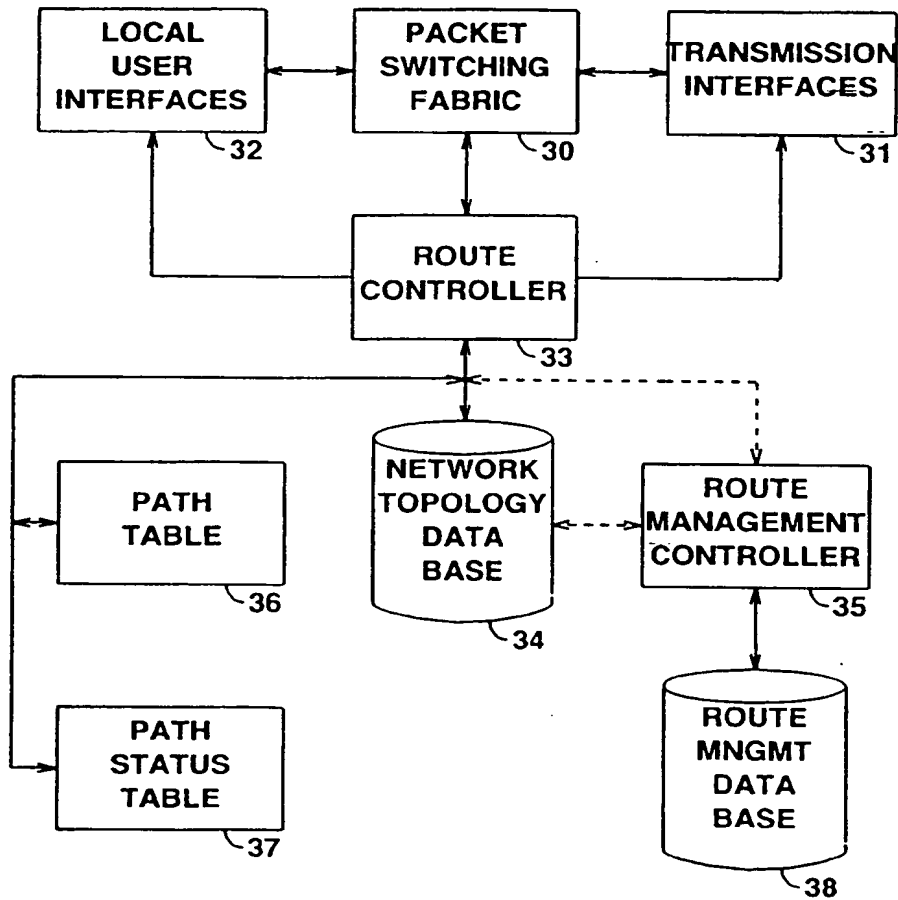 LOCAL
USER
INTERFACES
32
PACKET
SWITCHING
FABRIC
30
TRANSMISSION
INTERFACES
31
ROUTE
CONTROLLER
33
PATH
TABLE
36
NETWORK
TOPOLOGY
DATA
BASE
34
ROUTE
MANAGEMENT
CONTROLLER
35
PATH
STATUS
TABLE
37
ROUTE
MNGMT
DATA
BASE
38